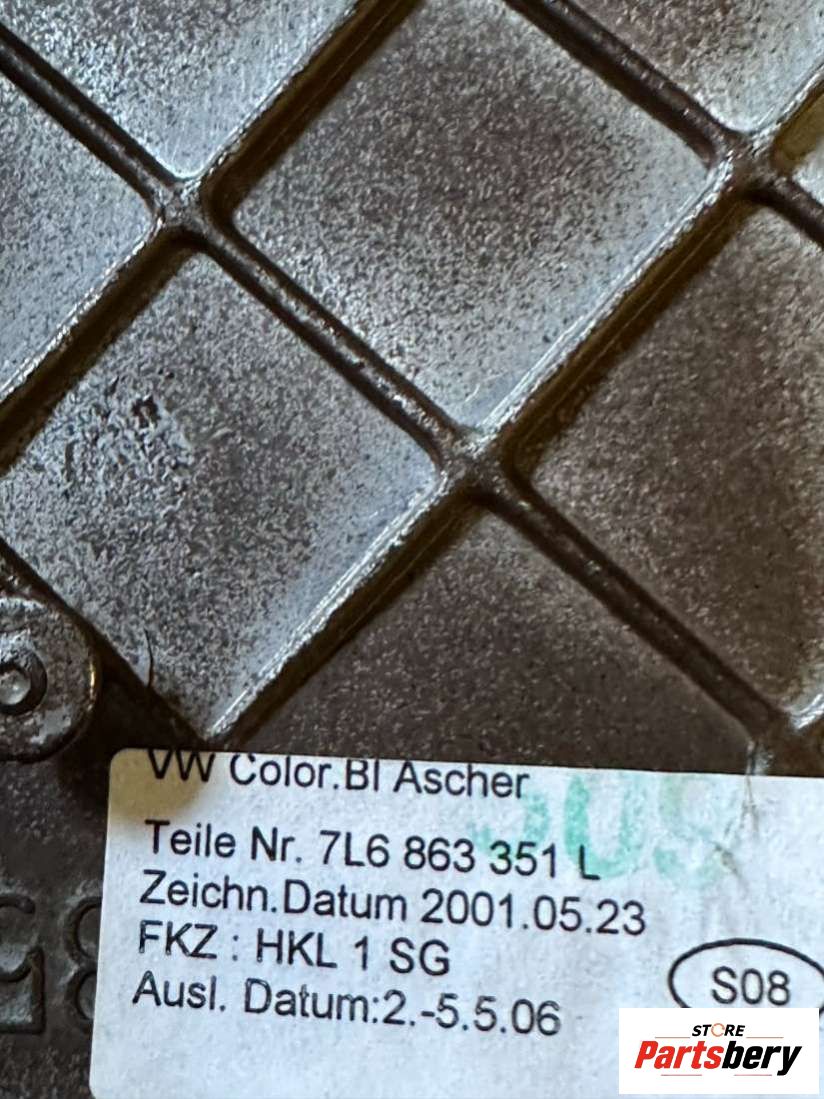 VW Color.Bl Ascher
Teile Nr. 7L6 863 351 L
Zeichn.Datum 2001.05.23
FKZ : HKL 1 SG
Ausl. Datum:2.-5.5.06
S08
STORE
Partsbery